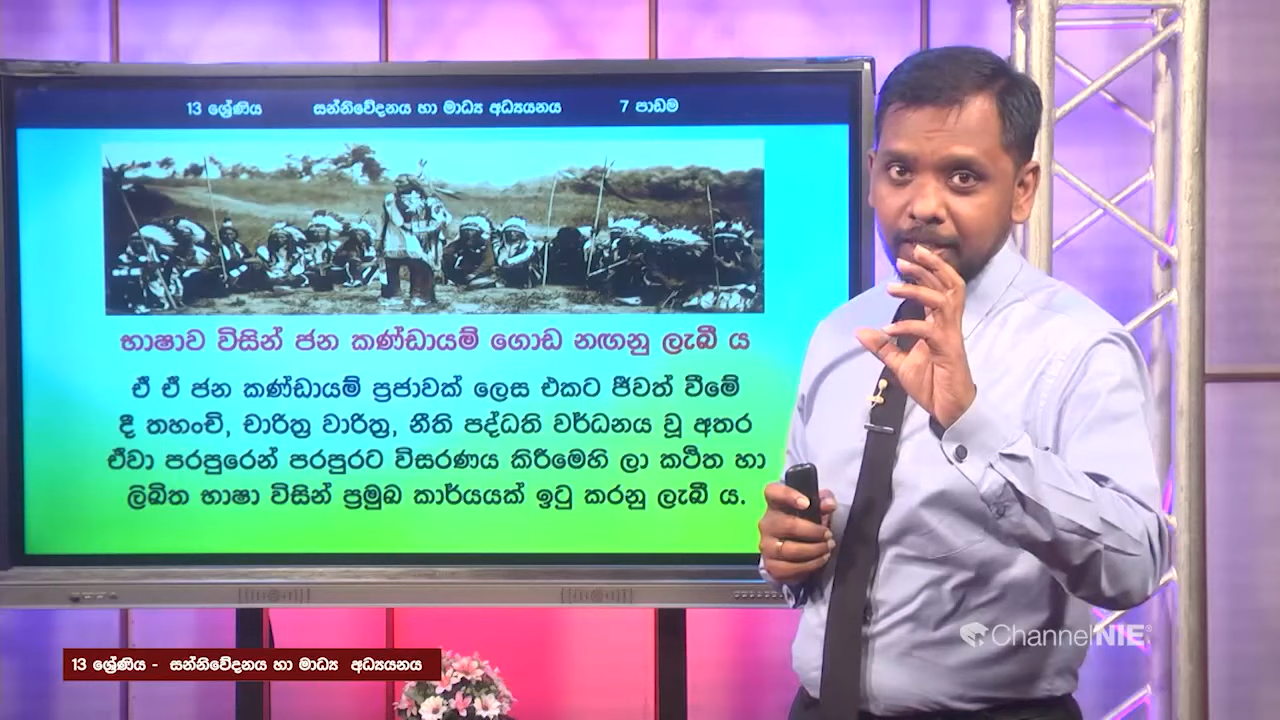 13 ශ්‍රේණිය සන්නිවේදනය හා මාධ්‍ය අධ්‍යයනය 7 පාඩම
භාෂාව විසින් ජන කණ්ඩායම් ගොඩ නඟනු ලැබී ය
ඒ ඒ ජන කණ්ඩායම් ප්‍රජාවක් ලෙස එකට ජීවත් වීමේ
දී තහංචි, චාරිත්‍ර වාරිත්‍ර, නීති පද්ධති වර්ධනය වූ අතර
ඒවා පරපුරෙන් පරපුරට විසරණය කිරීමෙහි ලා කථිත හා
ලිඛිත භාෂා විසින් ප්‍රමුඛ කාර්යයක් ඉටු කරනු ලැබී ය.
ChannelNIE
13 ශ්‍රේණිය - සන්නිවේදනය හා මාධ්‍ය අධ්‍යයනය